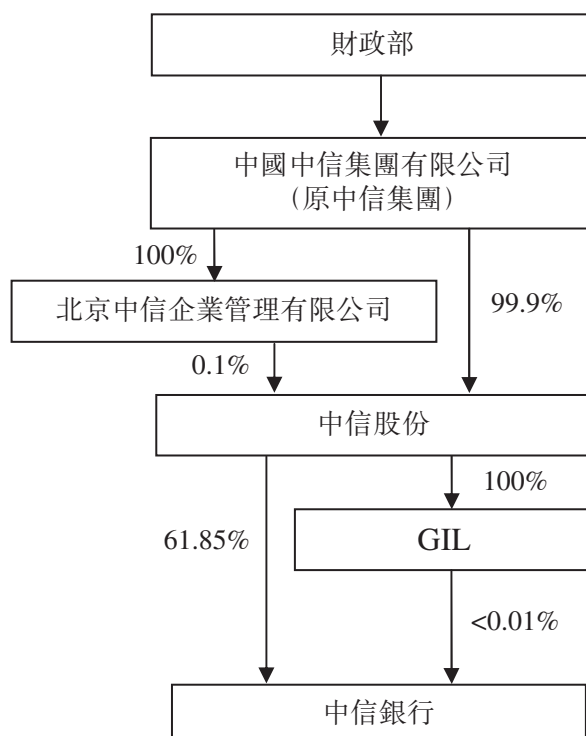 財政部
中國中信集團有限公司
（原中信集團）
100%
99.9%
北京中信企業管理有限公司
0.1%
中信股份
100%
61.85%
GIL
<0.01%
中信銀行